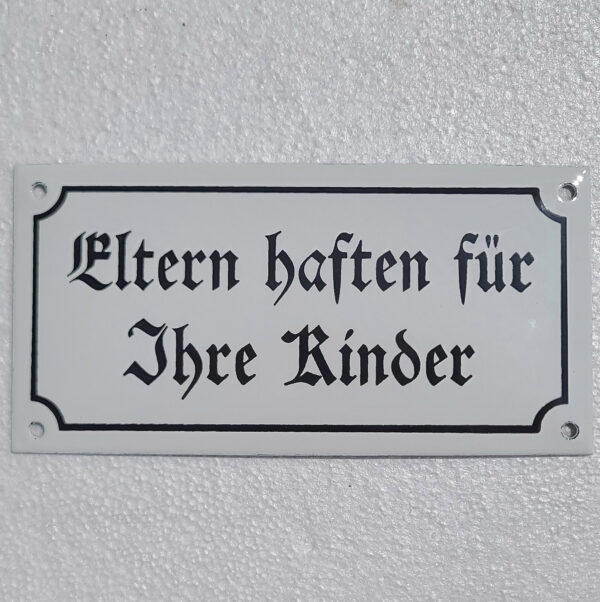 Eltern haften für
Ihre Kinder